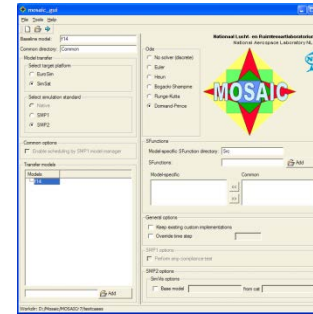 mosaic_gui
File Tools Help
Baseline model: f14
Common directory: Common
Model transfer
Select target platform
EuroSim
SimSat
Select simulation standard
Native
SMP1
SMP2
Common options
Enable scheduling by SMP1 model manager
Transfer models
Models
f14
Add
Nationaal Lucht- en Ruimtevaartlaboratorium
National Aerospace Laboratory NLR
Ode
No solver (discrete)
Euler
Heun
Bogacki-Shampine
Runge-Kutta
Dormand-Prince
MOSAIC
SFunctions
Model-specific SFunction directory: Src
SFunctions:
Add
Model-specific:
Common
>>
<<
General options
Keep existing custom implementations
Override time step
SMP1 options
Perform any compliance test
SMP2 options
SimVis options
Base model
from cat
Workdir: D:/Mosaic/MOSAIC-7/testcases